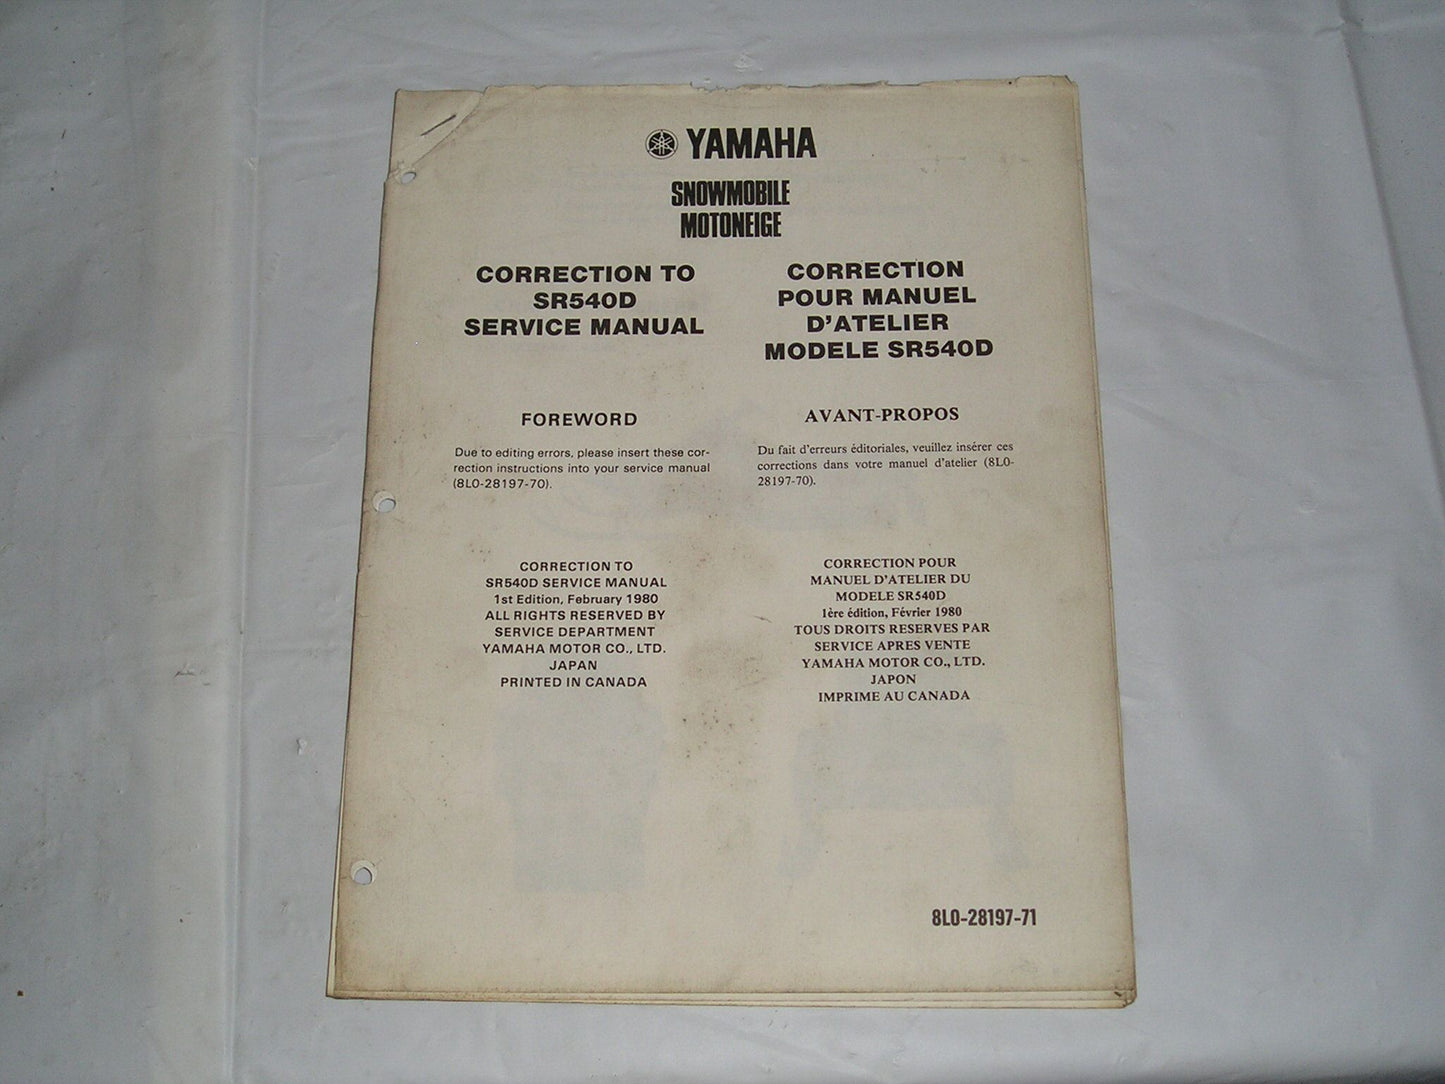 YAMAHA
SNOWMOBILE
MOTONEIGE
CORRECTION TO
SR540D
SERVICE MANUAL
FOREWORD
Due to editing errors, please insert these cor-
rection instructions into your service manual
(8L0-28197-70).
CORRECTION TO
SR540D SERVICE MANUAL
1st Edition, February 1980
ALL RIGHTS RESERVED BY
SERVICE DEPARTMENT
YAMAHA MOTOR CO., LTD.
JAPAN
PRINTED IN CANADA
CORRECTION
POUR MANUEL
D'ATELIER
MODELE SR540D
AVANT-PROPOS
Du fait d'erreurs éditoriales, veuillez insérer ces
corrections dans votre manuel d'atelier (8L0-
28197-70).
CORRECTION POUR
MANUEL D'ATELIER DU
MODELE SR540D
1ère édition, Février 1980
TOUS DROITS RESERVES PAR
SERVICE APRES VENTE
YAMAHA MOTOR CO., LTD.
JAPON
IMPRIME AU CANADA
8L0-28197-71